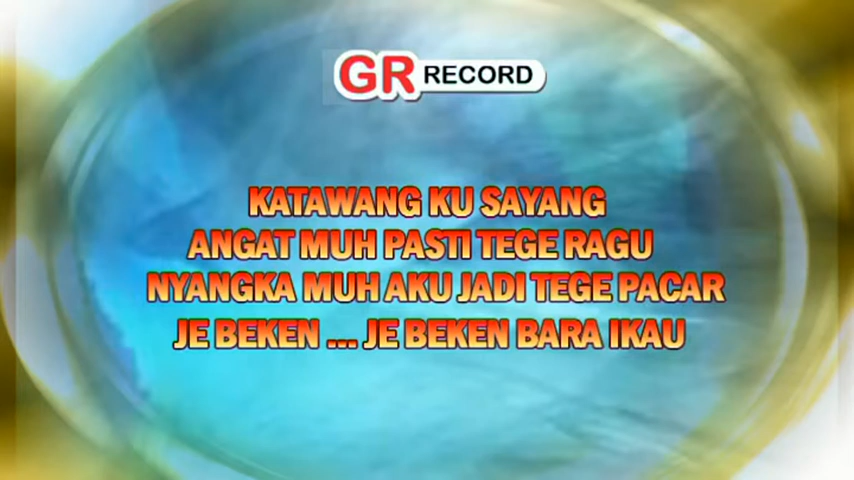 GR RECORD
KATAWANG KU SAYANG
ANGAT MUH PASTI TEGE RAGU
NYANGKA MUH AKU JADI TEGE PACAR
JE BEKEN ... JE BEKEN BARA IKAU